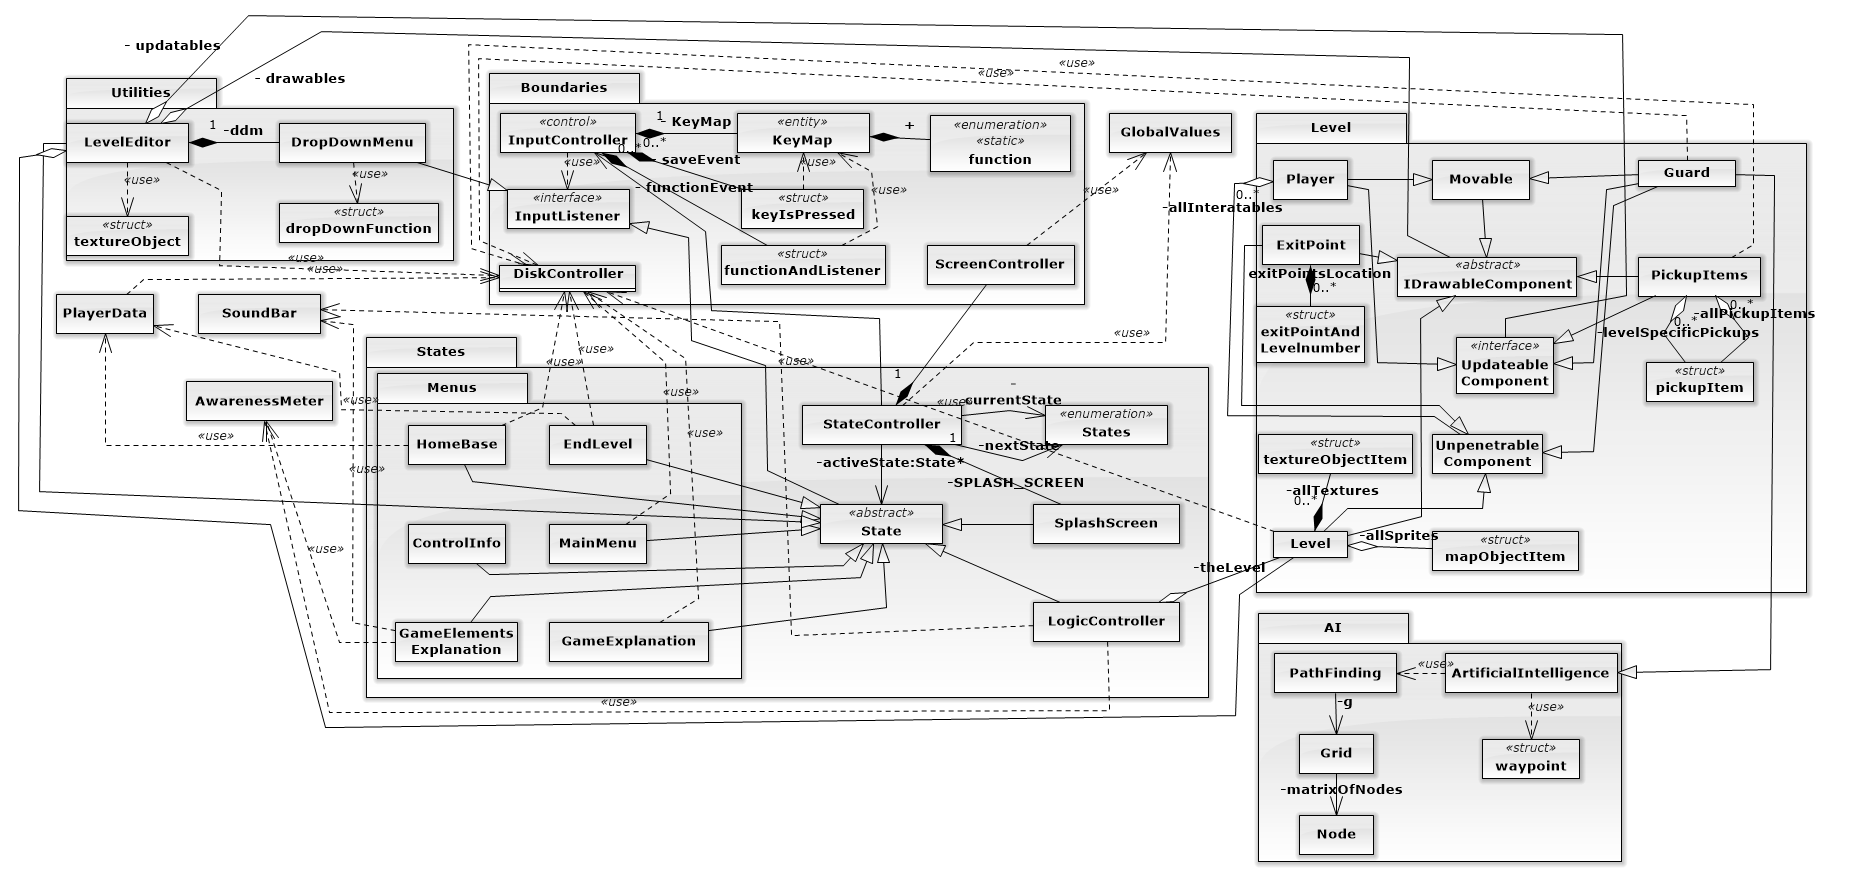 - updatables
- drawables
«use»
«use»
Utilities
LevelEditor
1
-ddm
DropDownMenu
«use»
«use»
«struct»
textureObject
«struct»
dropDownFunction
«use»
«use»
Boundaries
«control»
InputController
1
- KeyMap
0..*
0..*
- saveEvent
- functionEvent
«entity»
KeyMap
+
«enumeration»
«static»
function
«use»
«use»
«use»
«interface»
InputListener
«struct»
keyIsPressed
«struct»
functionAndListener
DiskController
ScreenController
GlobalValues
«use»
«use»
-allInteratables
0..*
Level
Player
Movable
Guard
ExitPoint
exitPointsLocation
0..*
«abstract»
IDrawableComponent
PickupItems
0..*
-allPickupItems
0..*
-levelSpecificPickups
«struct»
exitPointAnd
Levelnumber
«interface»
Updateable
Component
«struct»
pickupItem
«struct»
textureObjectItem
Unpenetrable
Component
-allTextures
0..*
Level
-allSprites
«struct»
mapObjectItem
-theLevel
PlayerData
SoundBar
AwarenessMeter
«use»
«use»
«use»
«use»
States
Menus
«use»
«use»
«use»
«use»
«use»
HomeBase
EndLevel
ControlInfo
MainMenu
GameElements
Explanation
GameExplanation
1
StateController
«use»
-
currentState
«enumeration»
States
1
-nextState
-activeState:State*
-SPLASH_SCREEN
«abstract»
State
SplashScreen
LogicController
«use»
AI
PathFinding
«use»
ArtificialIntelligence
-g
«use»
Grid
«struct»
waypoint
-matrixOfNodes
Node